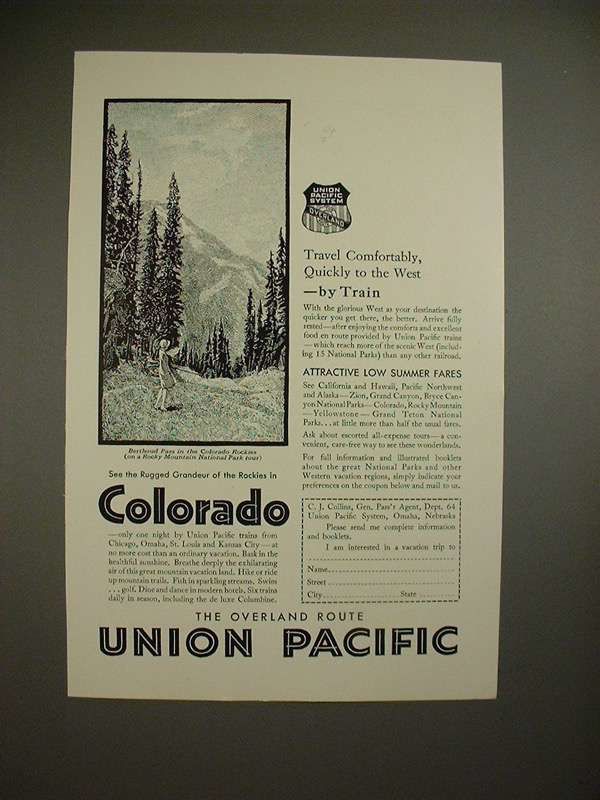 Berthoud Pass in the Colorado Rockies
(on a Rocky Mountain National Park tour)
See the Rugged Grandeur of the Rockies in
Colorado
—only one night by Union Pacific trains from
Chicago, Omaha, St. Louis and Kansas City—at
no more cost than an ordinary vacation. Bask in the
healthful sunshine. Breathe deeply the exhilarating
air of this great mountain vacation land. Hike or ride
up mountain trails. Fish in sparkling streams. Swim
. . . golf. Dine and dance in modern hotels. Six trains
daily in season, including the de luxe Columbine.
UNION
PACIFIC
SYSTEM
OVERLAND
Travel Comfortably,
Quickly to the West
—by Train
With the glorious West as your destination the
quicker you get there, the better. Arrive fully
rested—after enjoying the comforts and excellent
food en route provided by Union Pacific trains
—which reach more of the scenic West (includ-
ing 15 National Parks) than any other railroad.
ATTRACTIVE LOW SUMMER FARES
See California and Hawaii, Pacific Northwest
and Alaska—Zion, Grand Canyon, Bryce Can-
yon National Parks—Colorado, Rocky Mountain
—Yellowstone—Grand Teton National
Parks. . . at little more than half the usual fares.
Ask about escorted all-expense tours—a con-
venient, care-free way to see these wonderlands.
For full information and illustrated booklets
about the great National Parks and other
Western vacation regions, simply indicate your
preferences on the coupon below and mail to us.
C. J. Collins, Gen. Pass'r Agent, Dept. 64
Union Pacific System, Omaha, Nebraska
Please send me complete information
and booklets.
I am interested in a vacation trip to
Name
Street
City State
THE OVERLAND ROUTE
UNION PACIFIC